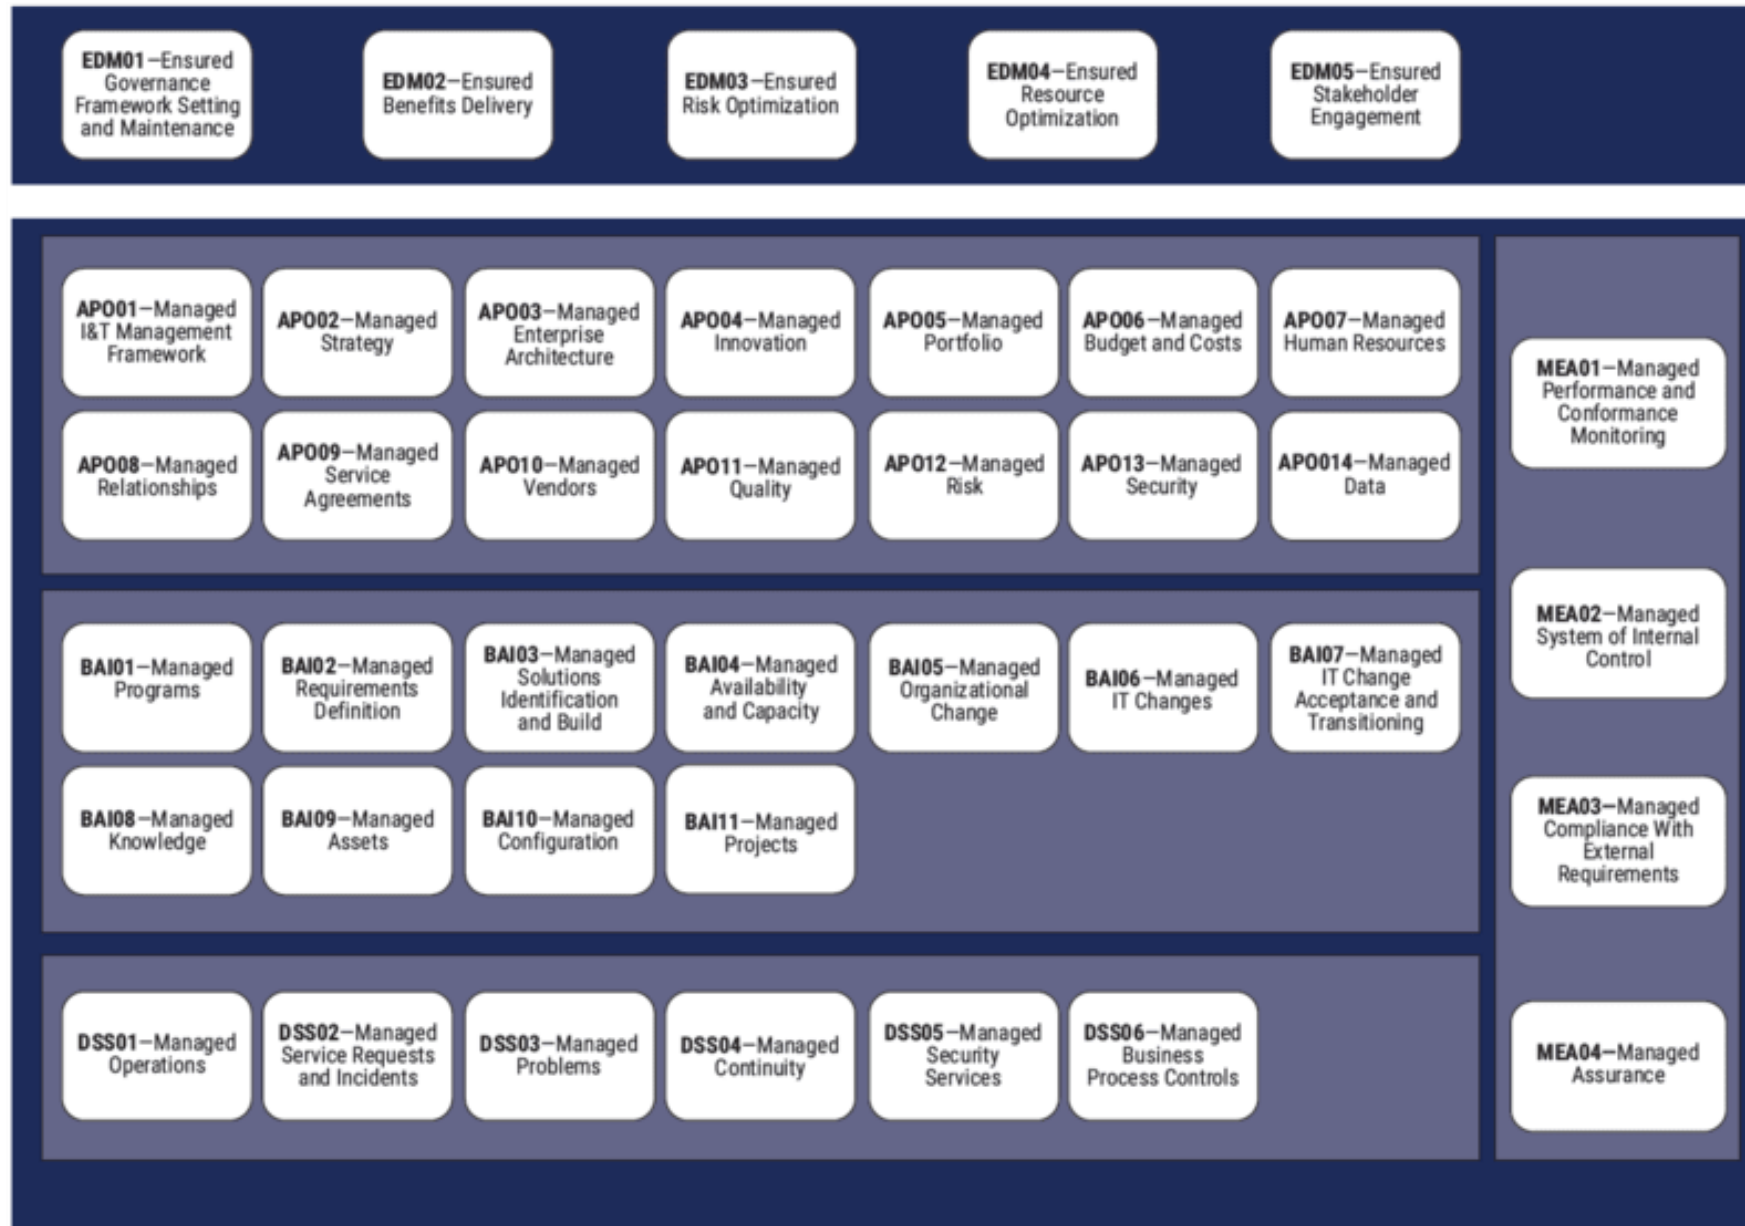 EDM01—Ensured
Governance
Framework Setting
and Maintenance
EDM02—Ensured
Benefits Delivery
EDM03—Ensured
Risk Optimization
EDM04—Ensured
Resource
Optimization
EDM05—Ensured
Stakeholder
Engagement
APO01—Managed
I&T Management
Framework
APO02—Managed
Strategy
APO03—Managed
Enterprise
Architecture
APO04—Managed
Innovation
APO05—Managed
Portfolio
APO06—Managed
Budget and Costs
APO07—Managed
Human Resources
APO08—Managed
Relationships
APO09—Managed
Service
Agreements
APO10—Managed
Vendors
APO11—Managed
Quality
APO12—Managed
Risk
APO13—Managed
Security
APO014—Managed
Data
BAI01—Managed
Programs
BAI02—Managed
Requirements
Definition
BAI03—Managed
Solutions
Identification
and Build
BAI04—Managed
Availability
and Capacity
BAI05—Managed
Organizational
Change
BAI06—Managed
IT Changes
BAI07—Managed
IT Change
Acceptance and
Transitioning
BAI08—Managed
Knowledge
BAI09—Managed
Assets
BAI10—Managed
Configuration
BAI11—Managed
Projects
DSS01—Managed
Operations
DSS02—Managed
Service Requests
and Incidents
DSS03—Managed
Problems
DSS04—Managed
Continuity
DSS05—Managed
Security
Services
DSS06—Managed
Business
Process Controls
MEA01—Managed
Performance and
Conformance
Monitoring
MEA02—Managed
System of Internal
Control
MEA03—Managed
Compliance With
External
Requirements
MEA04—Managed
Assurance